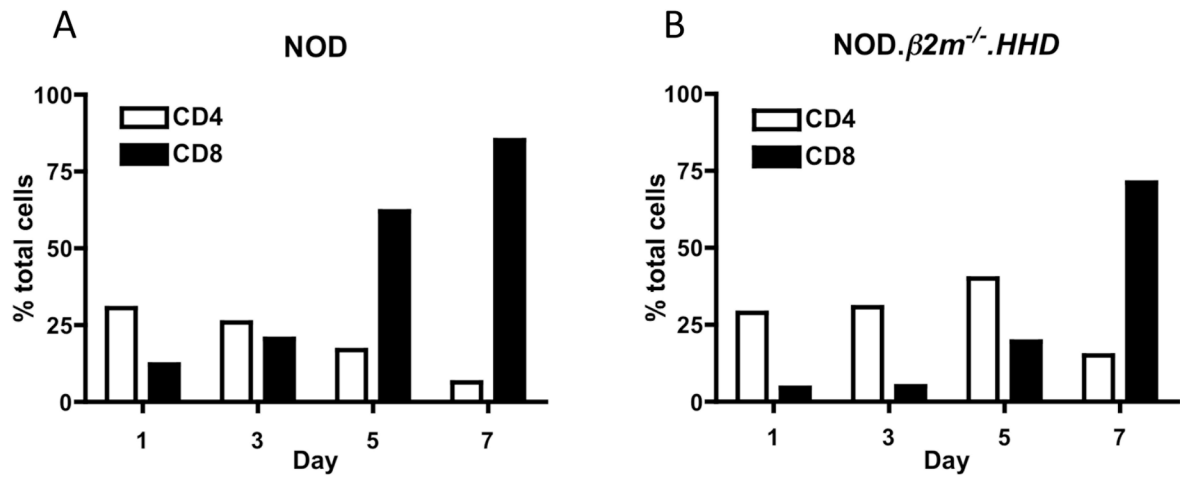 A
NOD
100
75
50
25
0
% total cells
CD4
CD8
1 3 5 7
Day
B
NOD.β2m-/-.HHD
100
75
50
25
0
% total cells
CD4
CD8
1 3 5 7
Day